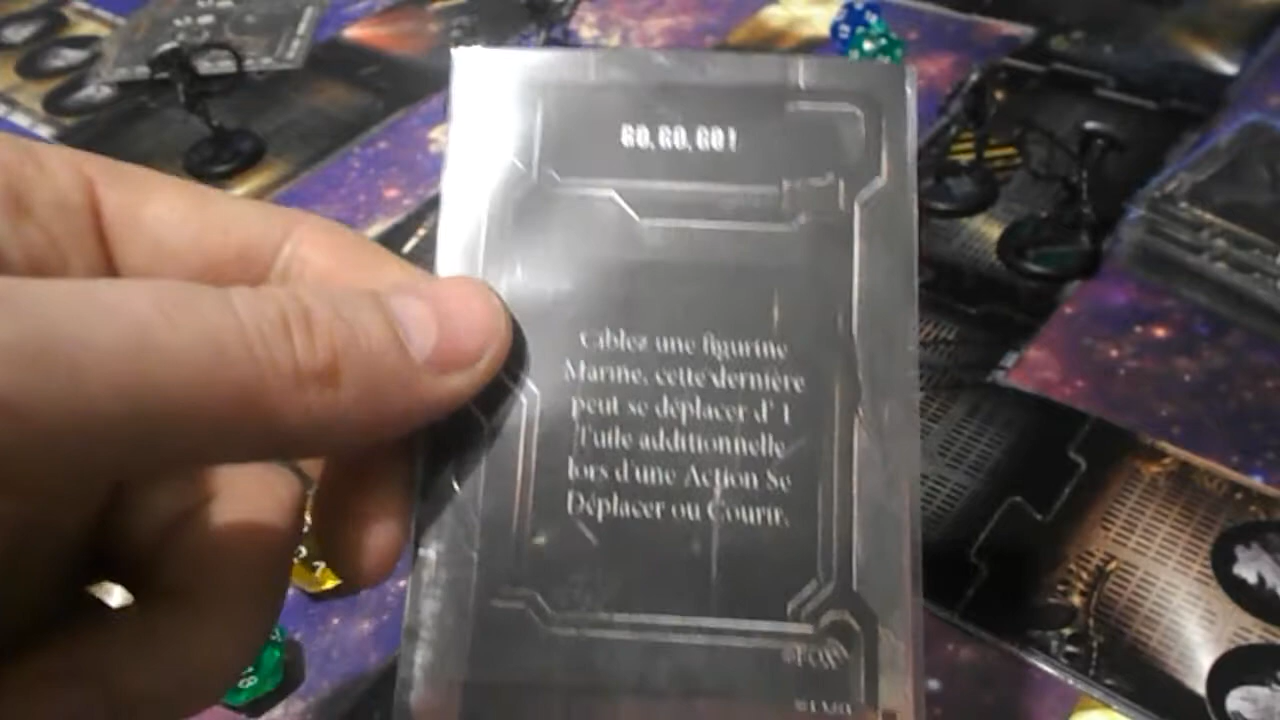 GO, GO, GO !
Ciblez une figurine
Marine, cette dernière
peut se déplacer d' 1
Tuile additionnelle
lors d'une Action Se
Déplacer ou Courir.